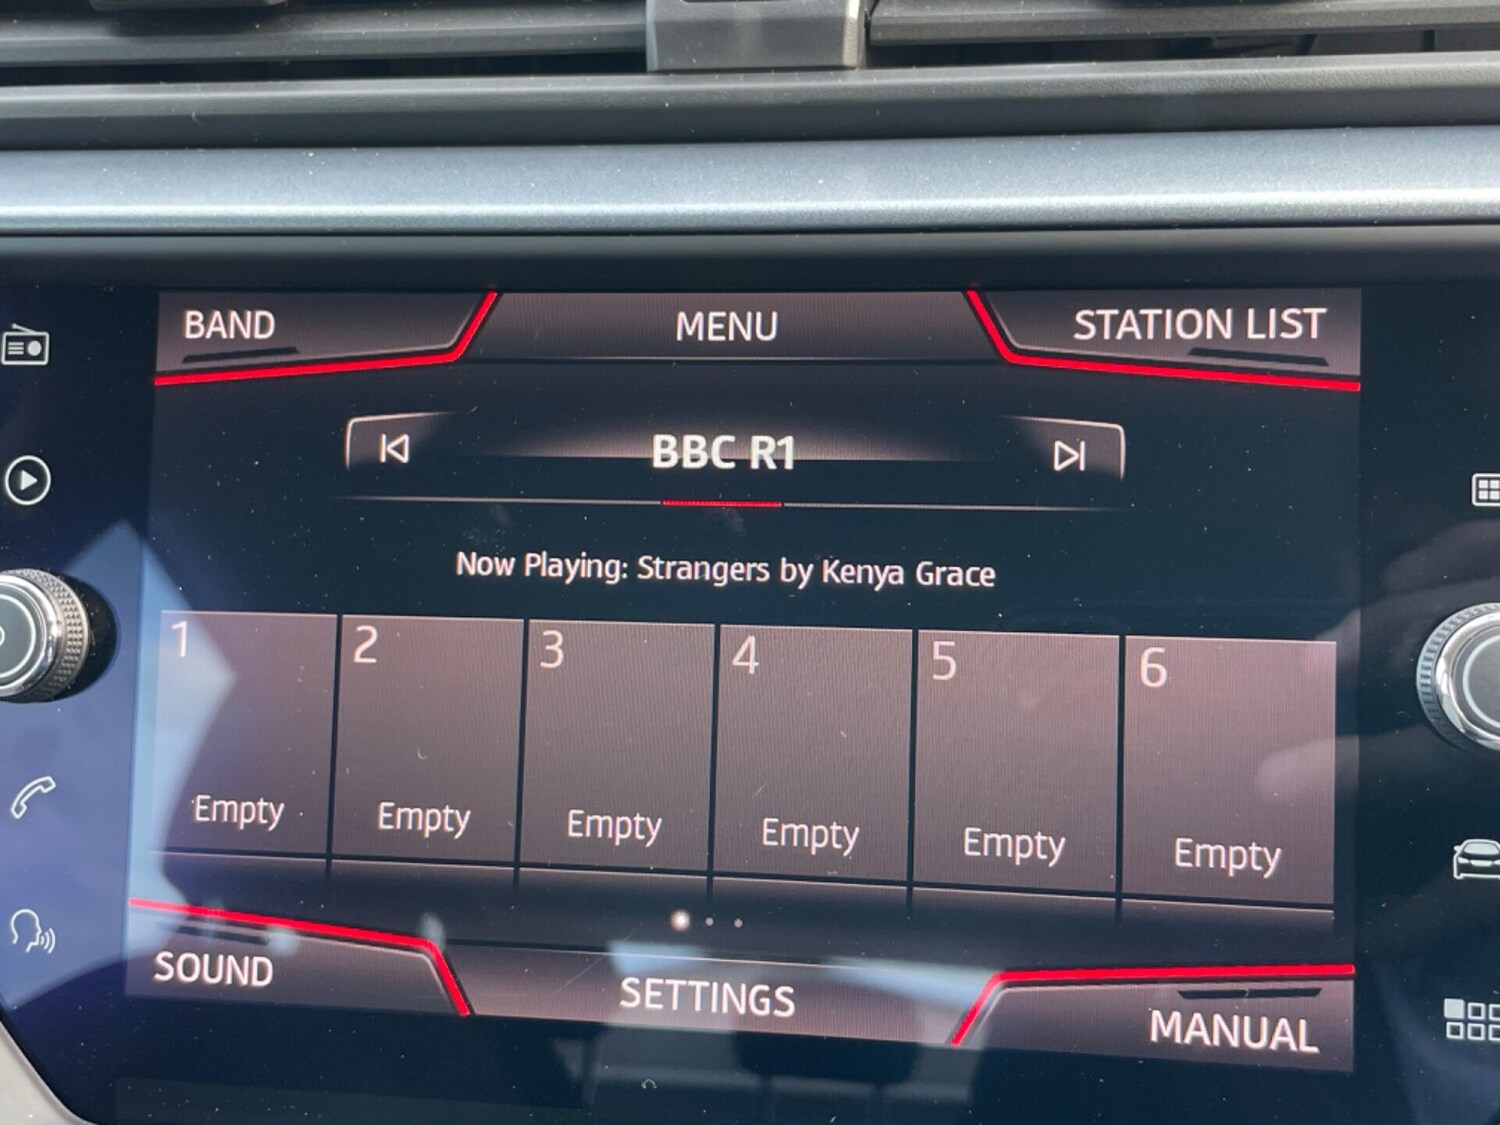 BAND MENU STATION LIST
BBC R1
Now Playing: Strangers by Kenya Grace
1 2 3 4 5 6
Empty Empty Empty Empty Empty Empty
SOUND SETTINGS MANUAL